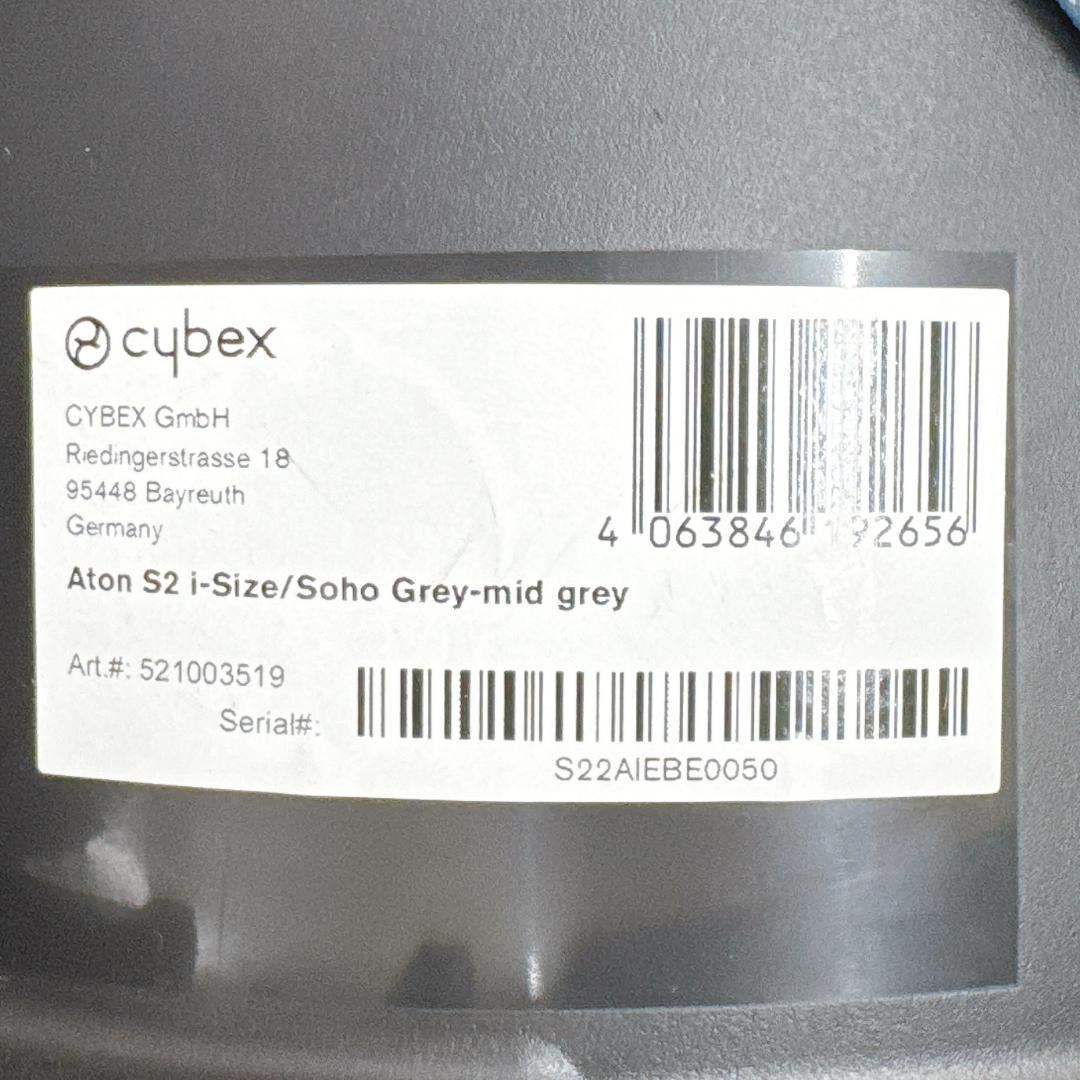 cybex
CYBEX GmbH
Riedingerstrasse 18
95448 Bayreuth
Germany
4 063846 192656
Aton S2 i-Size/Soho Grey-mid grey
Art.#: 521003519
Serial#:
S22AIEBE0050